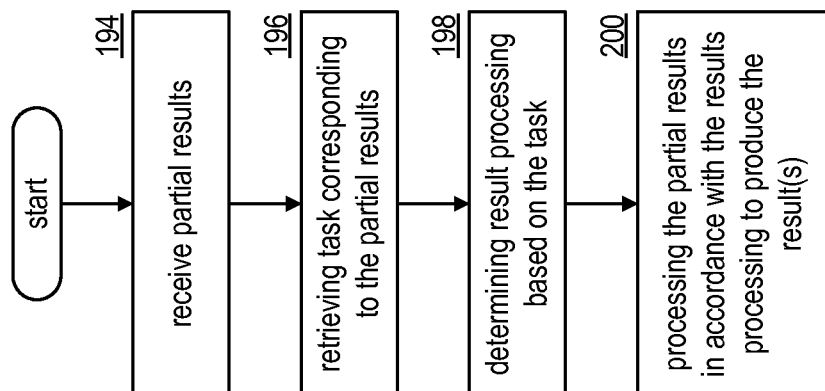 start
194
receive partial results
196
retrieving task corresponding
to the partial results
198
determining result processing
based on the task
200
processing the partial results
in accordance with the results
processing to produce the
result(s)